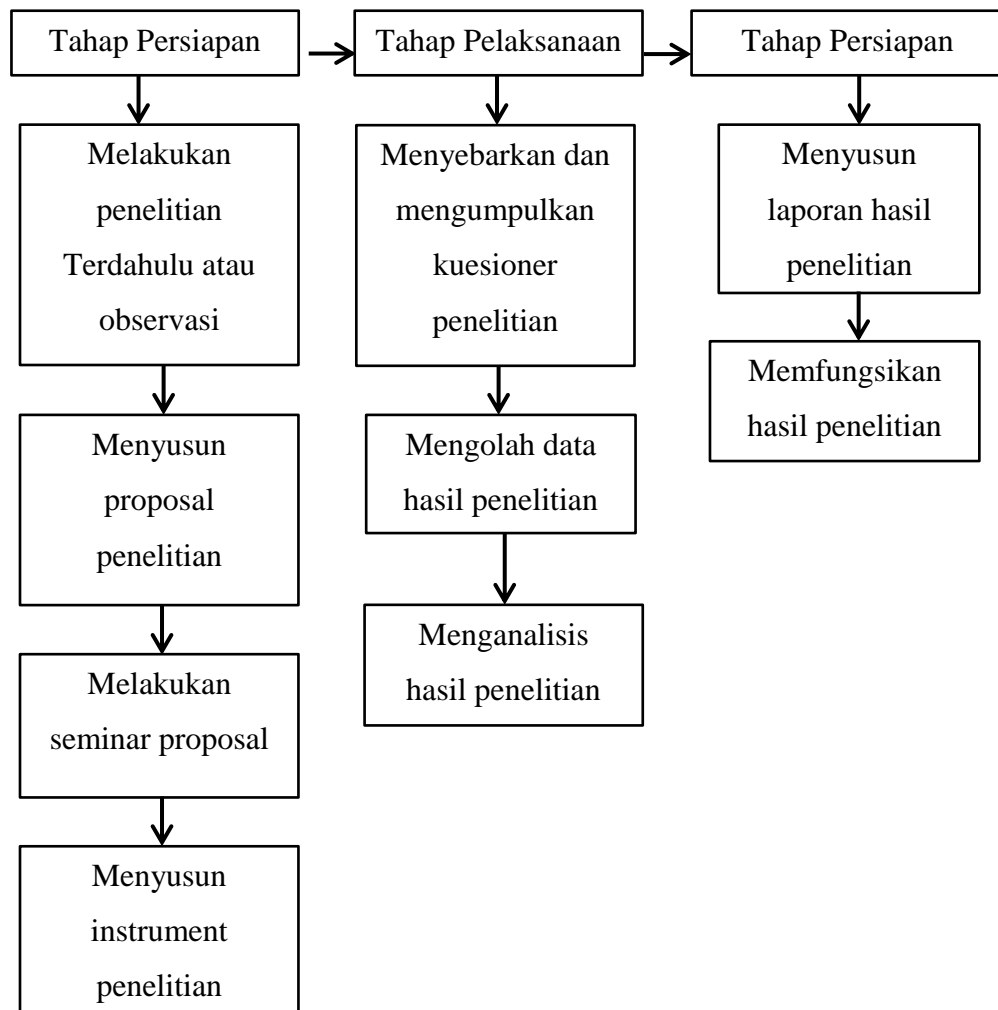 Tahap Persiapan
Melakukan
penelitian
Terdahulu atau
observasi
Menyusun
proposal
penelitian
Melakukan
seminar proposal
Menyusun
instrument
penelitian
Tahap Pelaksanaan
Menyebarkan dan
mengumpulkan
kuesioner
penelitian
Mengolah data
hasil penelitian
Menganalisis
hasil penelitian
Tahap Persiapan
Menyusun
laporan hasil
penelitian
Memfungsikan
hasil penelitian